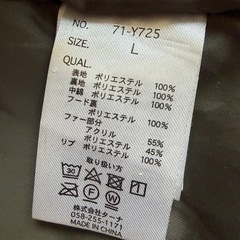 NO. 71-Y725
SIZE. L
QUAL.
表地 ポリエステル 100%
裏地 ポリエステル 100%
中綿 ポリエステル 100%
フード裏
ポリエステル 100%
ファー部分
アクリル 55%
ポリエステル 45%
リブ ポリエステル 100%
取り扱い方
株式会社ターナ
058-255-1171
MADE IN CHINA